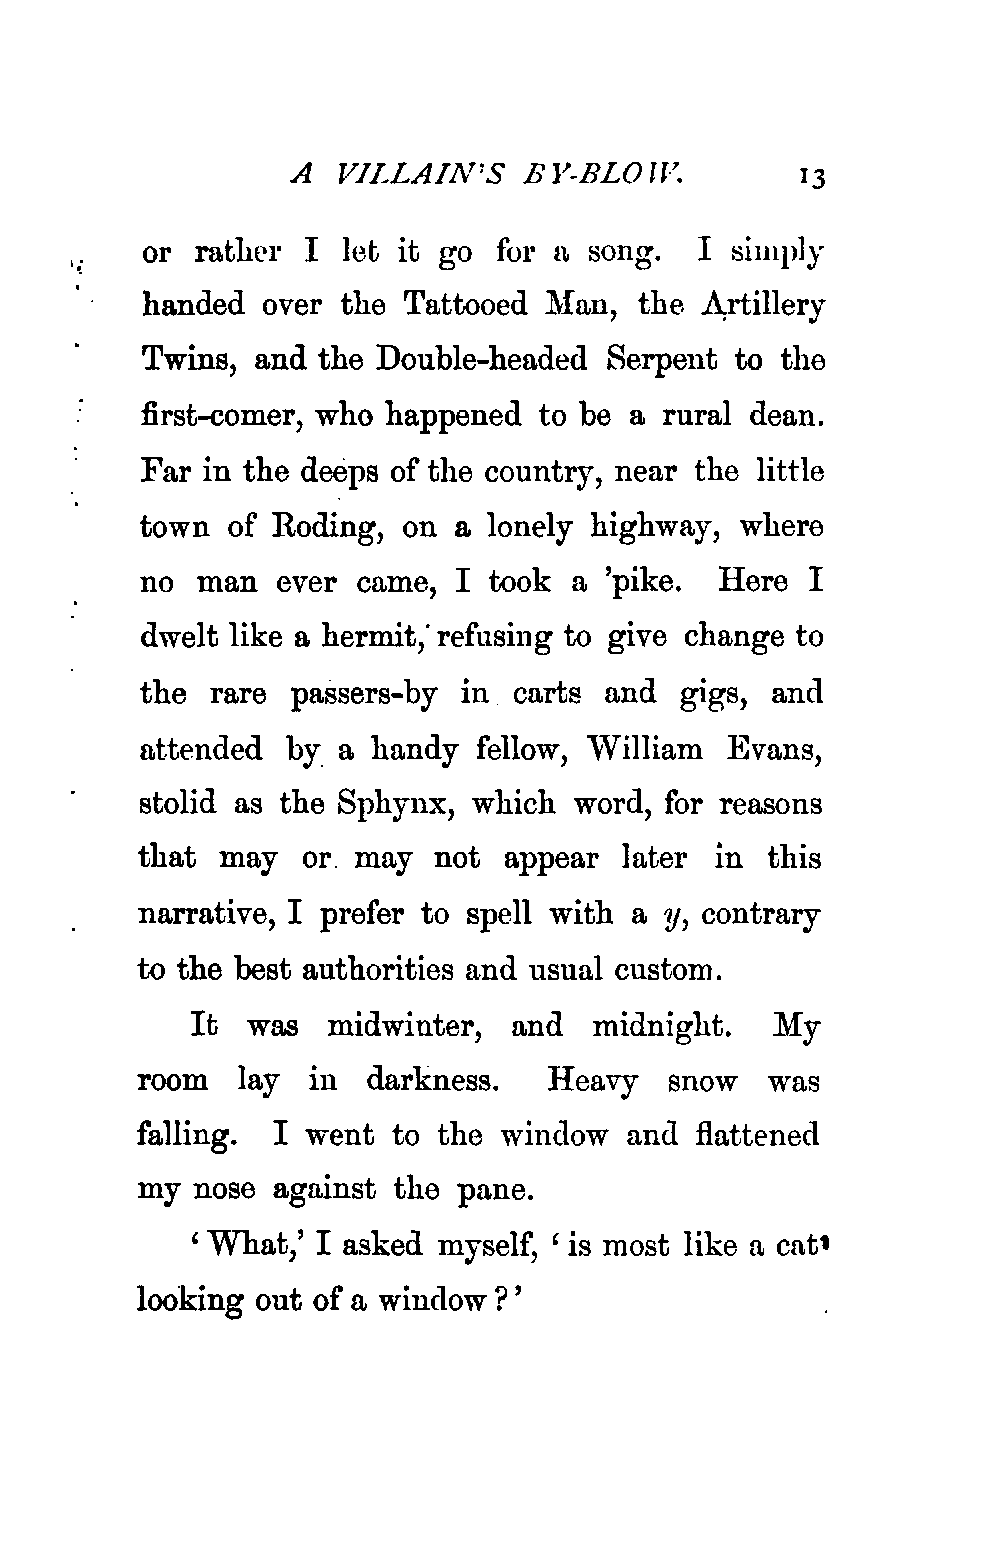 A VILLAIN'S BY-BLOW. 13
or rather I let it go for a song. I simply
handed over the Tattooed Man, the Artillery
Twins, and the Double-headed Serpent to the
first-comer, who happened to be a rural dean.
Far in the deeps of the country, near the little
town of Roding, on a lonely highway, where
no man ever came, I took a 'pike. Here I
dwelt like a hermit, refusing to give change to
the rare passers-by in carts and gigs, and
attended by a handy fellow, William Evans,
stolid as the Sphynx, which word, for reasons
that may or may not appear later in this
narrative, I prefer to spell with a y, contrary
to the best authorities and usual custom.
It was midwinter, and midnight. My
room lay in darkness. Heavy snow was
falling. I went to the window and flattened
my nose against the pane.
‘What,’ I asked myself, ‘is most like a cat
looking out of a window?’